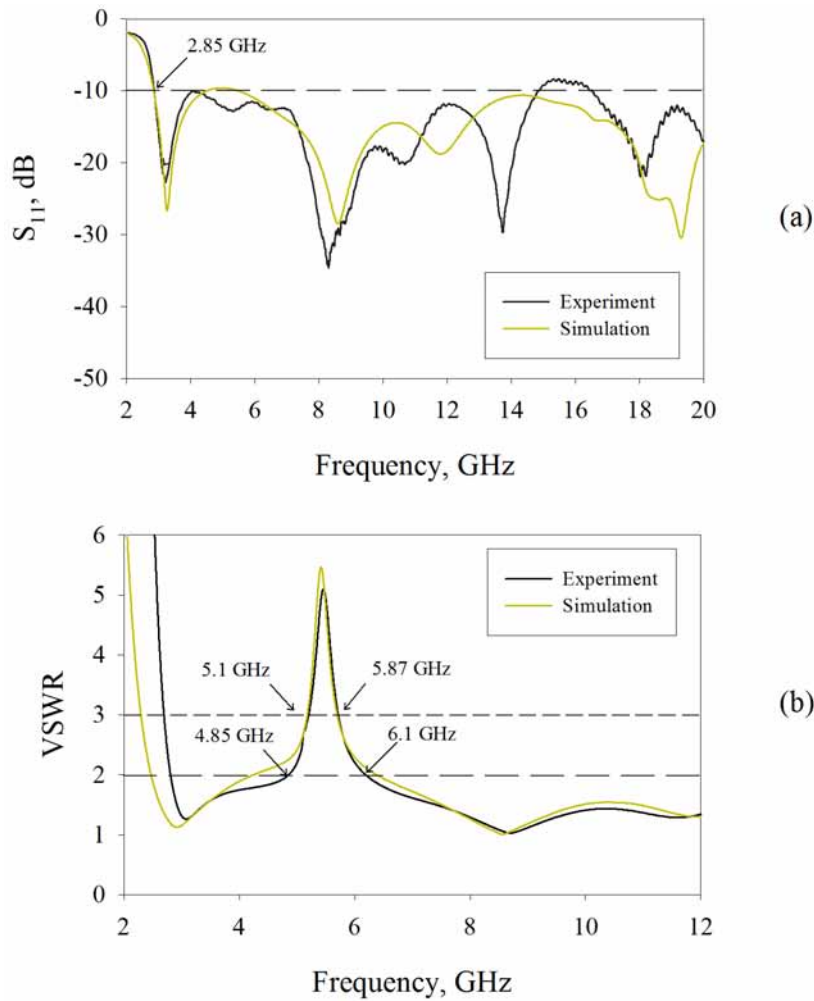 0
-10
-20
-30
-40
-50
S11, dB
2.85 GHz
Experiment
Simulation
2 4 6 8 10 12 14 16 18 20
Frequency, GHz
(a)
6
5
4
3
2
1
0
VSWR
Experiment
Simulation
5.1 GHz
5.87 GHz
4.85 GHz
6.1 GHz
2 4 6 8 10 12
Frequency, GHz
(b)